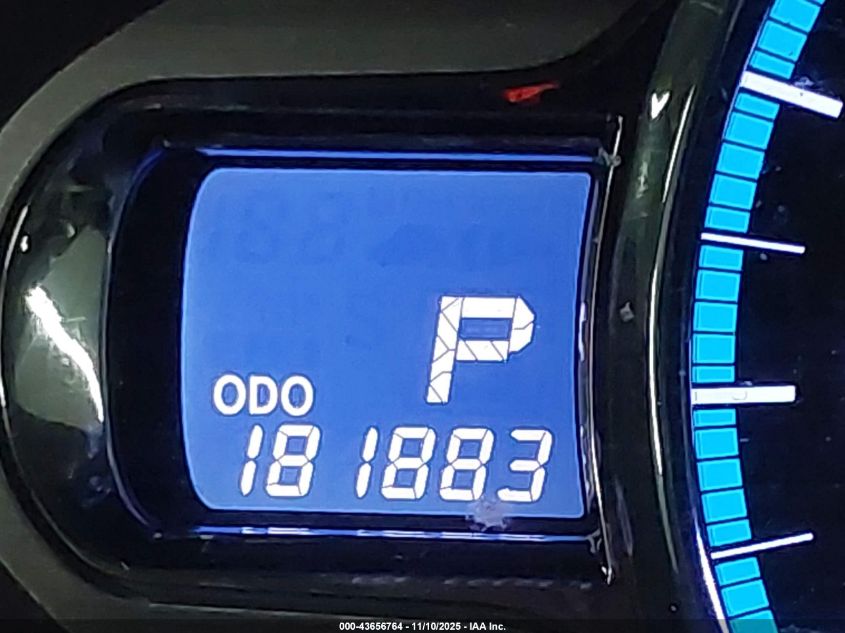 P
ODO
181883
000-43656764 - 11/10/2025 - IAA Inc.